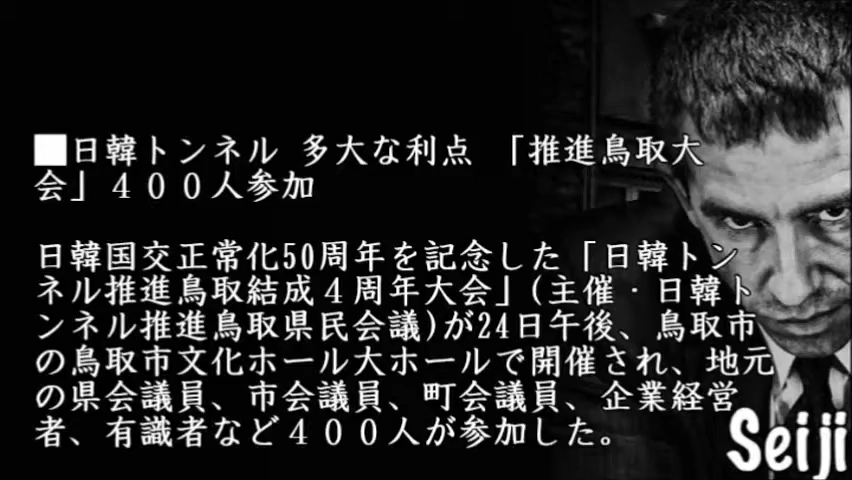 ■日韓トンネル 多大な利点 「推進鳥取大
会」４００人参加
日韓国交正常化50周年を記念した「日韓トン
ネル推進鳥取結成４周年大会」(主催・日韓ト
ンネル推進鳥取県民会議)が24日午後、鳥取市
の鳥取市文化ホール大ホールで開催され、地元
の県会議員、市会議員、町会議員、企業経営
者、有識者など４００人が参加した。
Seiji